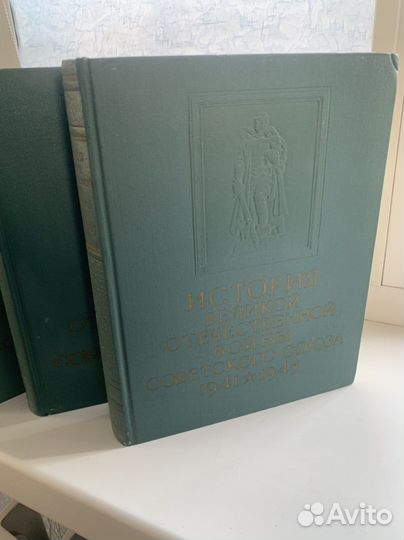 ИСТОРИЯ
ВЕЛИКОЙ
ОТЕЧЕСТВЕННОЙ
ВОЙНЫ
СОВЕТСКОГО СОЮЗА
1941-1945
Avito